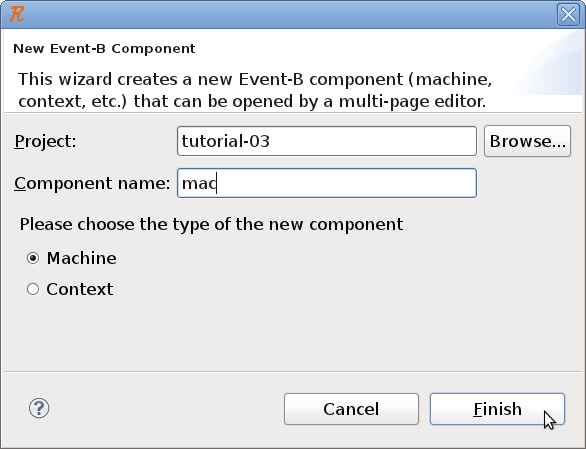 New Event-B Component
This wizard creates a new Event-B component (machine,
context, etc.) that can be opened by a multi-page editor.
Project: tutorial-03 Browse...
Component name: mac
Please choose the type of the new component
Machine
Context
? Cancel Finish